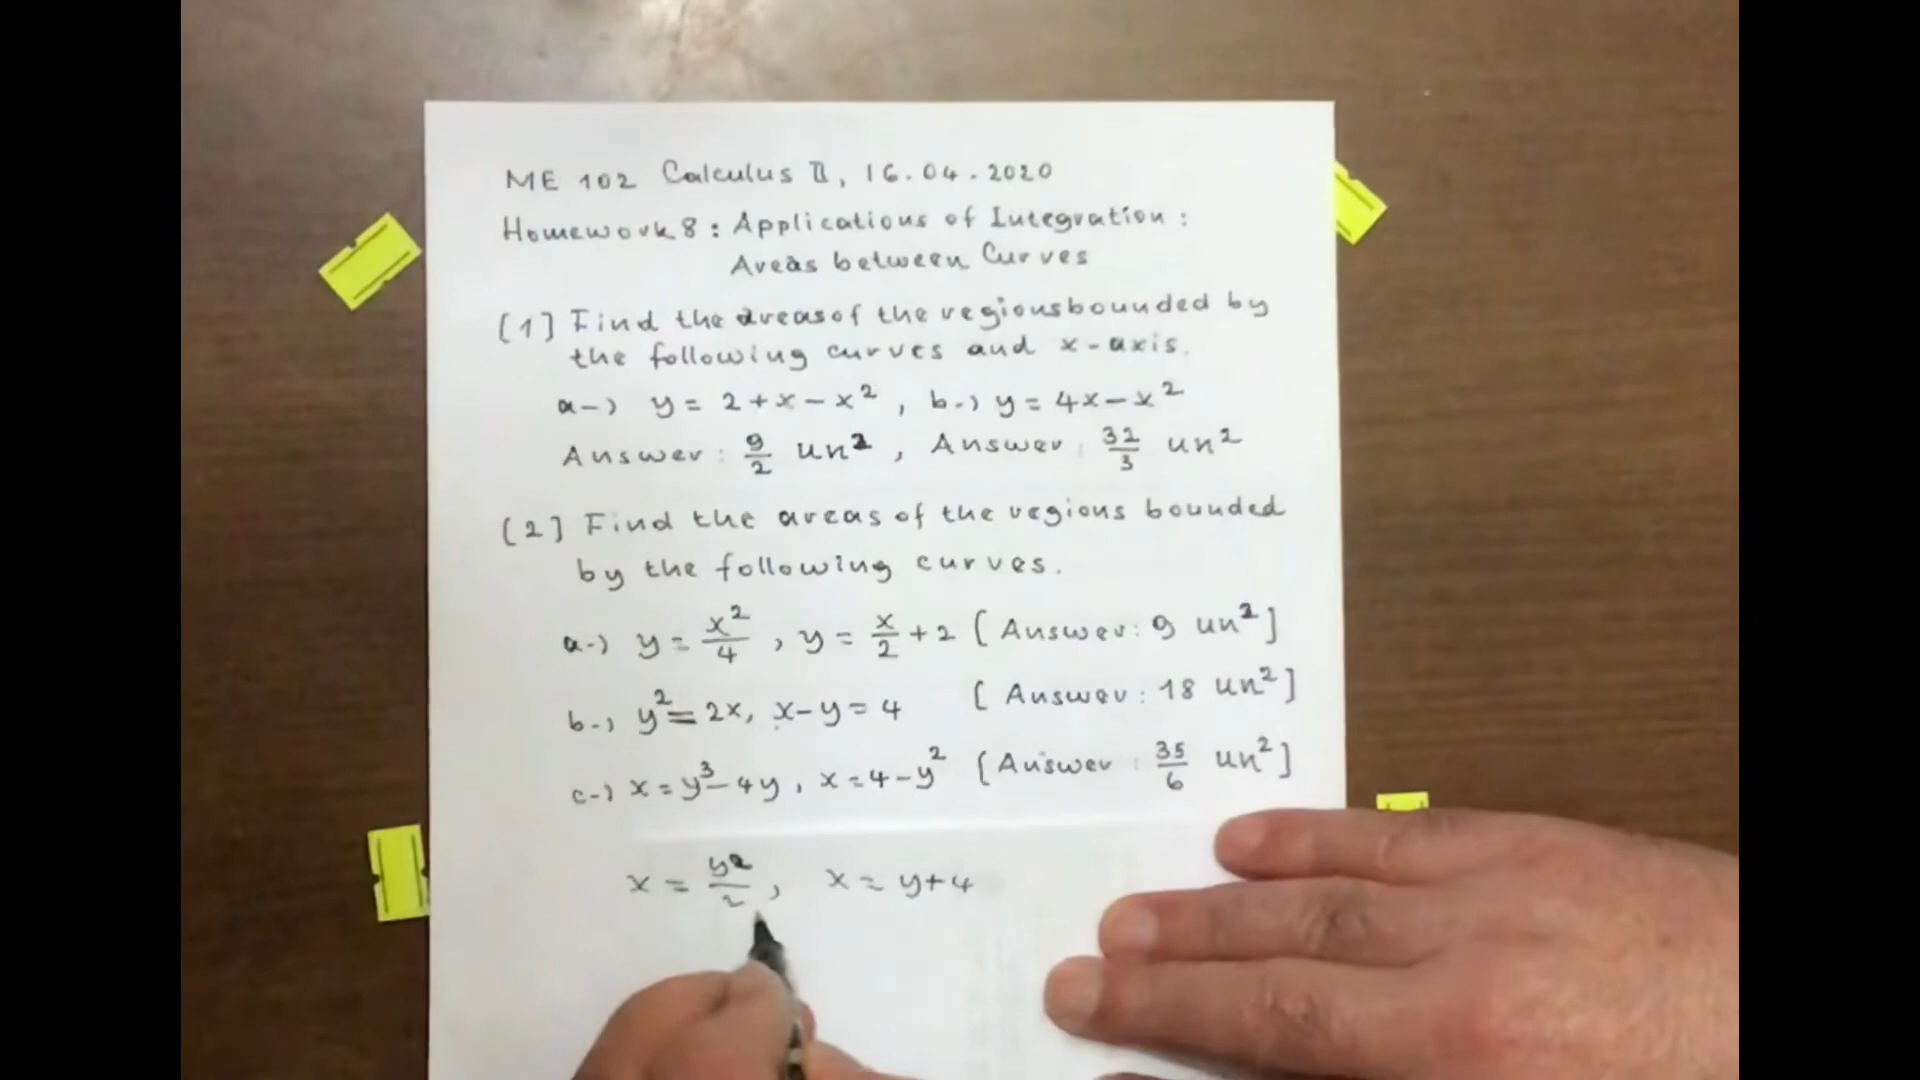 ME 102 Calculus II, 16.04.2020
Homework 8: Applications of Integration:
Areas between Curves
[1] Find the areas of the regions bounded by
the following curves and x-axis.
a-) y = 2 + x - x², b-) y = 4x - x²
Answer: 9/2 un², Answer: 32/3 un²
[2] Find the areas of the regions bounded
by the following curves.
a-) y = x²/4, y = x/2 + 2 [Answer: 9 un²]
b-) y² = 2x, x - y = 4 [Answer: 18 un²]
c-) x = y³ - 4y, x = 4 - y² [Answer: 35/6 un²]
x = y²/2, x = y + 4